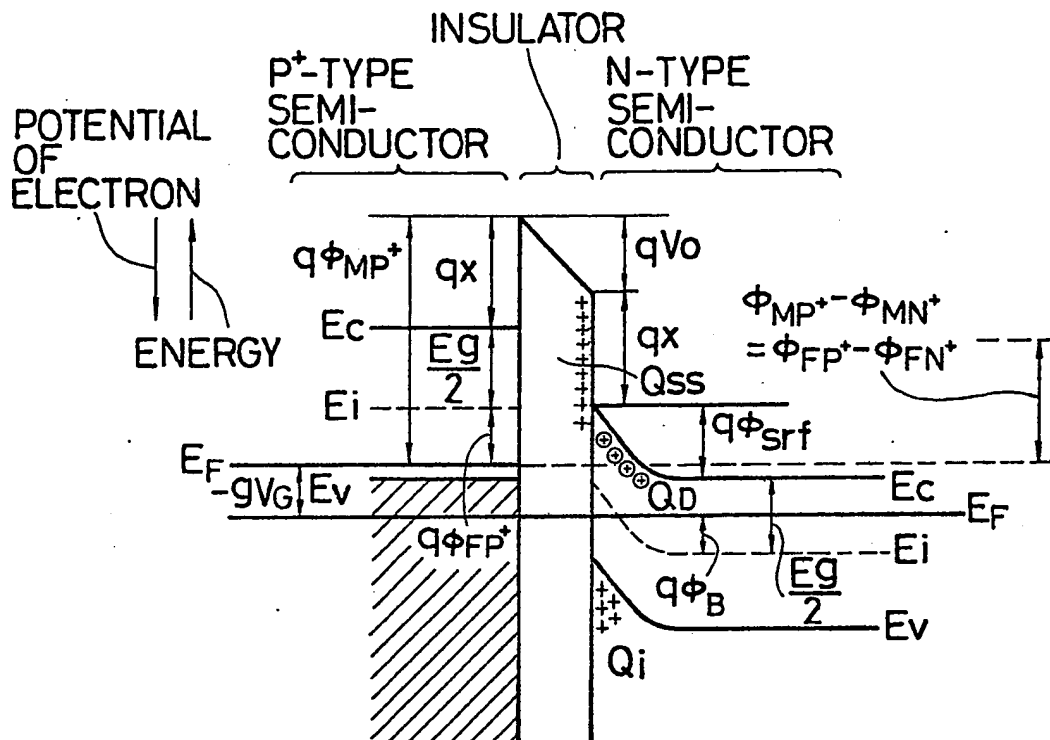 INSULATOR
P+-TYPE
SEMI-
CONDUCTOR
N-TYPE
SEMI-
CONDUCTOR
POTENTIAL
OF
ELECTRON
ENERGY
qϕMP+
qx
qVo
Ec
Eg
2
qx
Qss
ϕMP+-ϕMN+
=ϕFP+-ϕFN+
Ei
qϕsrf
EF
-gVG
Ev
QD
Ec
EF
qϕFP+
Ei
qϕB
Eg
2
Ev
Qi
+ + + + + + + + +
⊕ ⊕ ⊕ ⊕
+ + + + + +